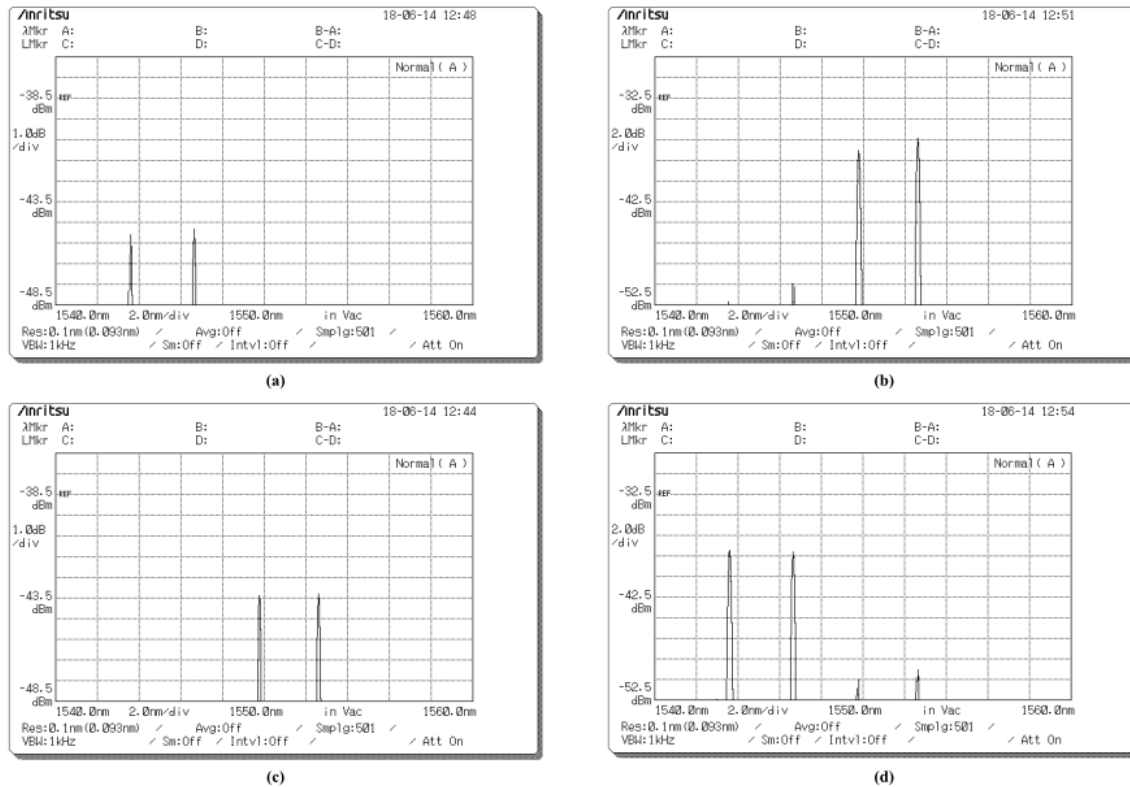 Anritsu 18-06-14 12:48
λMkr A: B: B-A:
LMkr C: D: C-D:
Normal(A)
-38.5 REF
dBm
1.0dB
/div
-43.5
dBm
-48.5
dBm
1540.0nm 2.0nm/div 1550.0nm in Vac 1560.0nm
Res:0.1nm(0.093nm) / Avg:Off / Smplg:501 /
VBW:1kHz / Sm:Off / Intvl:Off / / Att On
(a)
Anritsu 18-06-14 12:51
λMkr A: B: B-A:
LMkr C: D: C-D:
Normal(A)
-32.5 REF
dBm
2.0dB
/div
-42.5
dBm
-52.5
dBm
1540.0nm 2.0nm/div 1550.0nm in Vac 1560.0nm
Res:0.1nm(0.093nm) / Avg:Off / Smplg:501 /
VBW:1kHz / Sm:Off / Intvl:Off / / Att On
(b)
Anritsu 18-06-14 12:44
λMkr A: B: B-A:
LMkr C: D: C-D:
Normal(A)
-38.5 REF
dBm
1.0dB
/div
-43.5
dBm
-48.5
dBm
1540.0nm 2.0nm/div 1550.0nm in Vac 1560.0nm
Res:0.1nm(0.093nm) / Avg:Off / Smplg:501 /
VBW:1kHz / Sm:Off / Intvl:Off / / Att On
(c)
Anritsu 18-06-14 12:54
λMkr A: B: B-A:
LMkr C: D: C-D:
Normal(A)
-32.5 REF
dBm
2.0dB
/div
-42.5
dBm
-52.5
dBm
1540.0nm 2.0nm/div 1550.0nm in Vac 1560.0nm
Res:0.1nm(0.093nm) / Avg:Off / Smplg:501 /
VBW:1kHz / Sm:Off / Intvl:Off / / Att On
(d)